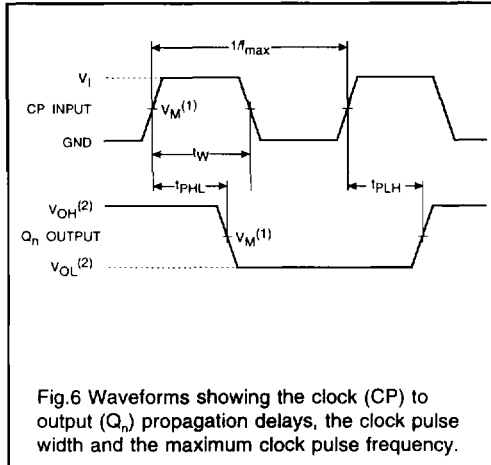 1/fmax
VI
CP INPUT
VM(1)
GND
tW
tPHL
tPLH
VOH(2)
Qn OUTPUT
VM(1)
VOL(2)
Fig.6 Waveforms showing the clock (CP) to
output (Qn) propagation delays, the clock pulse
width and the maximum clock pulse frequency.